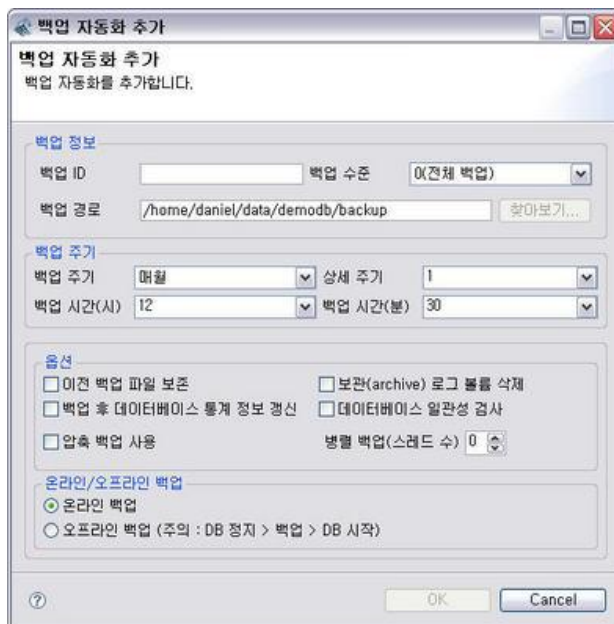 백업 자동화 추가
백업 자동화 추가
백업 자동화를 추가합니다.
백업 정보
백업 ID 백업 수준 0(전체 백업)
백업 경로 /home/daniel/data/demodb/backup 찾아보기...
백업 주기
백업 주기 매월 상세 주기 1
백업 시간(시) 12 백업 시간(분) 30
옵션
이전 백업 파일 보존 보관(archive) 로그 볼륨 삭제
백업 후 데이터베이스 통계 정보 갱신 데이터베이스 일관성 검사
압축 백업 사용 병렬 백업(스레드 수) 0
온라인/오프라인 백업
온라인 백업
오프라인 백업 (주의 : DB 정지 > 백업 > DB 시작)
? OK Cancel